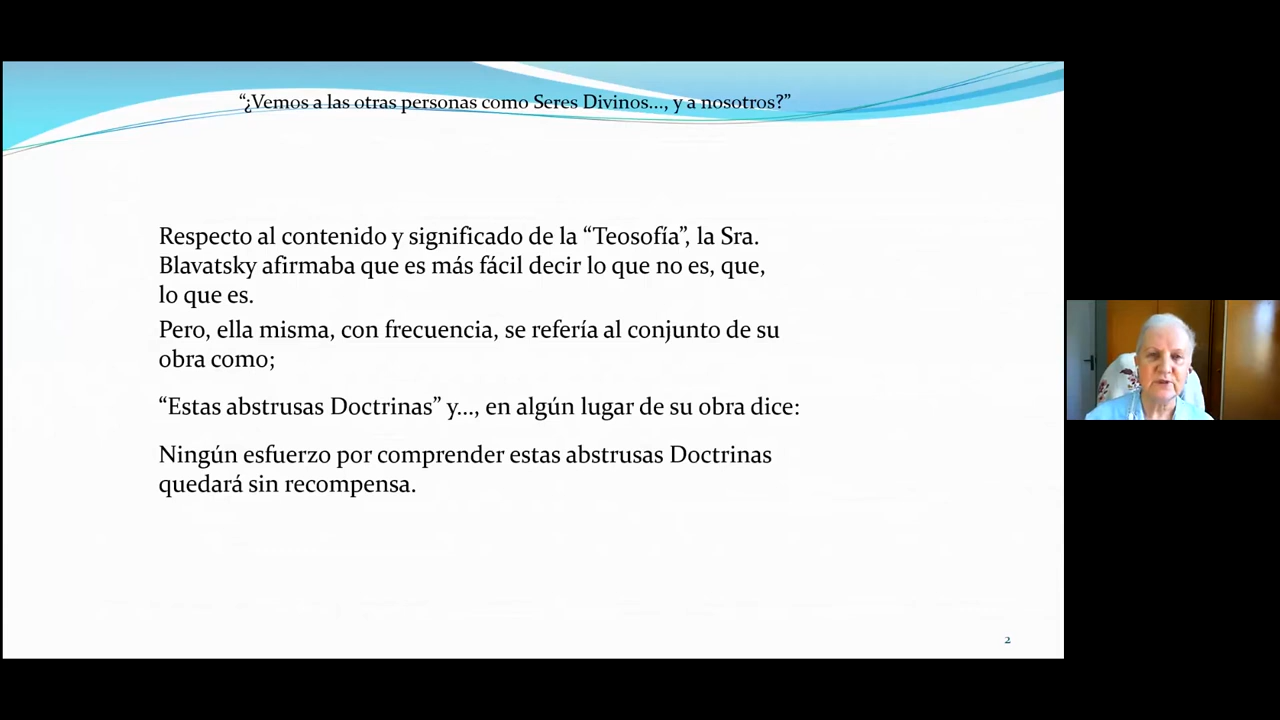 “¿Vemos a las otras personas como Seres Divinos..., y a nosotros?”
Respecto al contenido y significado de la “Teosofía”, la Sra.
Blavatsky afirmaba que es más fácil decir lo que no es, que,
lo que es.
Pero, ella misma, con frecuencia, se refería al conjunto de su
obra como;
“Estas abstrusas Doctrinas” y..., en algún lugar de su obra dice:
Ningún esfuerzo por comprender estas abstrusas Doctrinas
quedará sin recompensa.
2